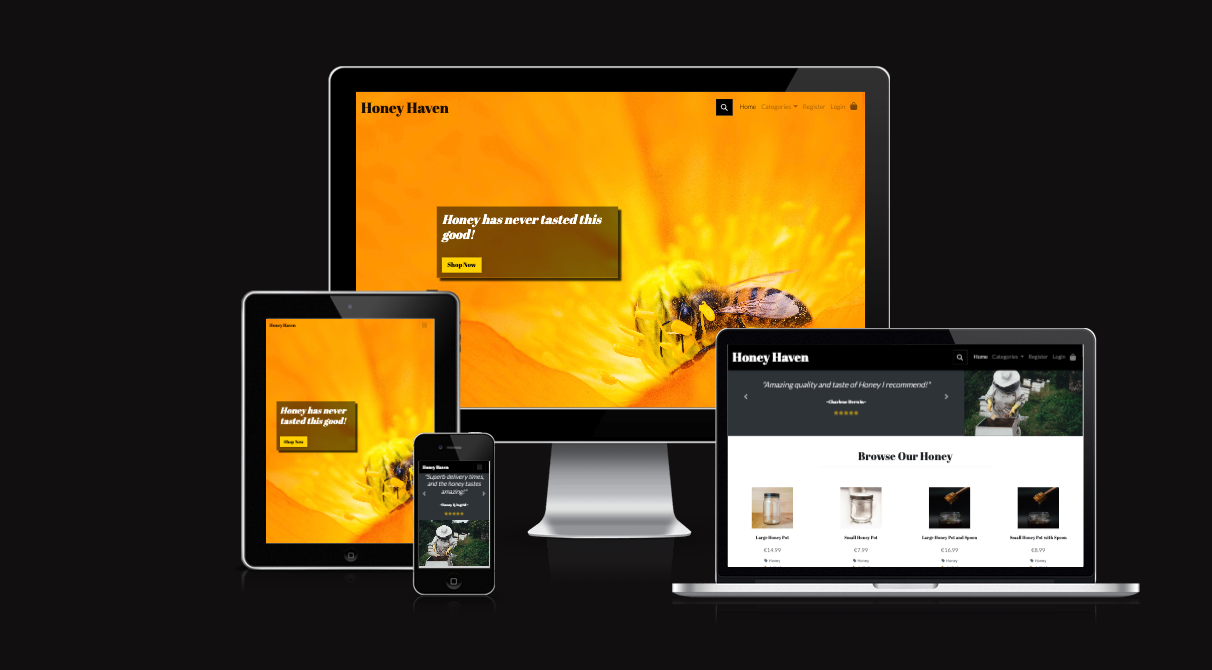 Honey Haven
Home Categories Register Login
Honey has never tasted this
good!
Shop Now
Honey Haven
Honey has never
tasted this good!
Shop Now
Honey Haven
"Superb delivery times,
and the honey tastes
amazing!"
Honey Haven
Home Categories Register Login
"Amazing quality and taste of Honey I recommend!"
Browse Our Honey
Large Honey Pot
Small Honey Pot
Large Honey Pot and Spoon
Small Honey Pot with Spoon
€14.99
€7.99
€16.99
€8.99
Honey
Honey
Honey
Honey